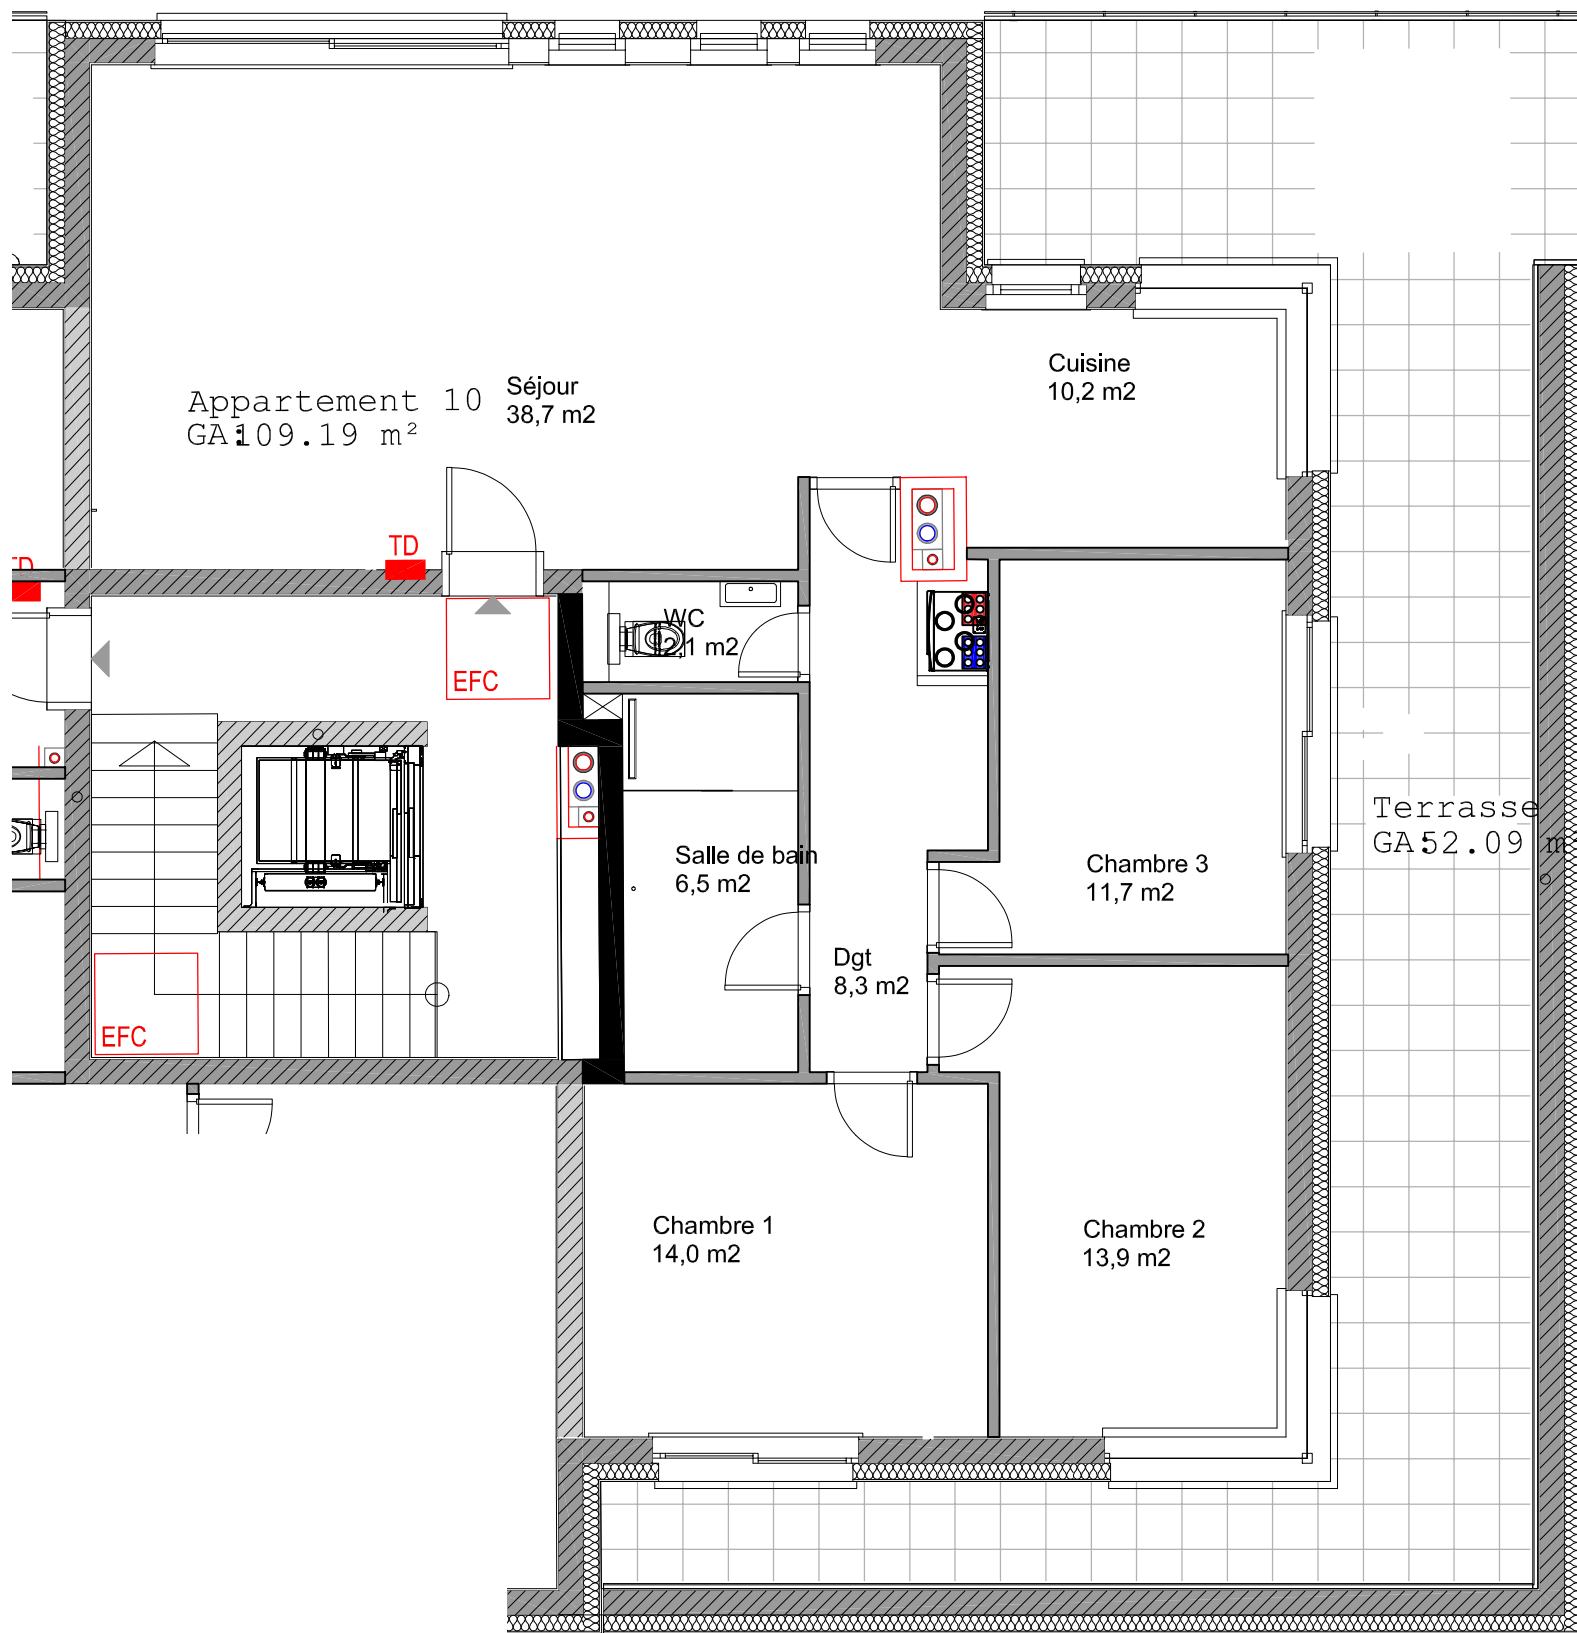 Appartement 10
GA:109.19 m²
Séjour
38,7 m2
Cuisine
10,2 m2
TD
TD
WC
2,1 m2
EFC
Salle de bain
6,5 m2
Chambre 3
11,7 m2
Terrasse
GA:52.09 m
Dgt
8,3 m2
EFC
Chambre 1
14,0 m2
Chambre 2
13,9 m2